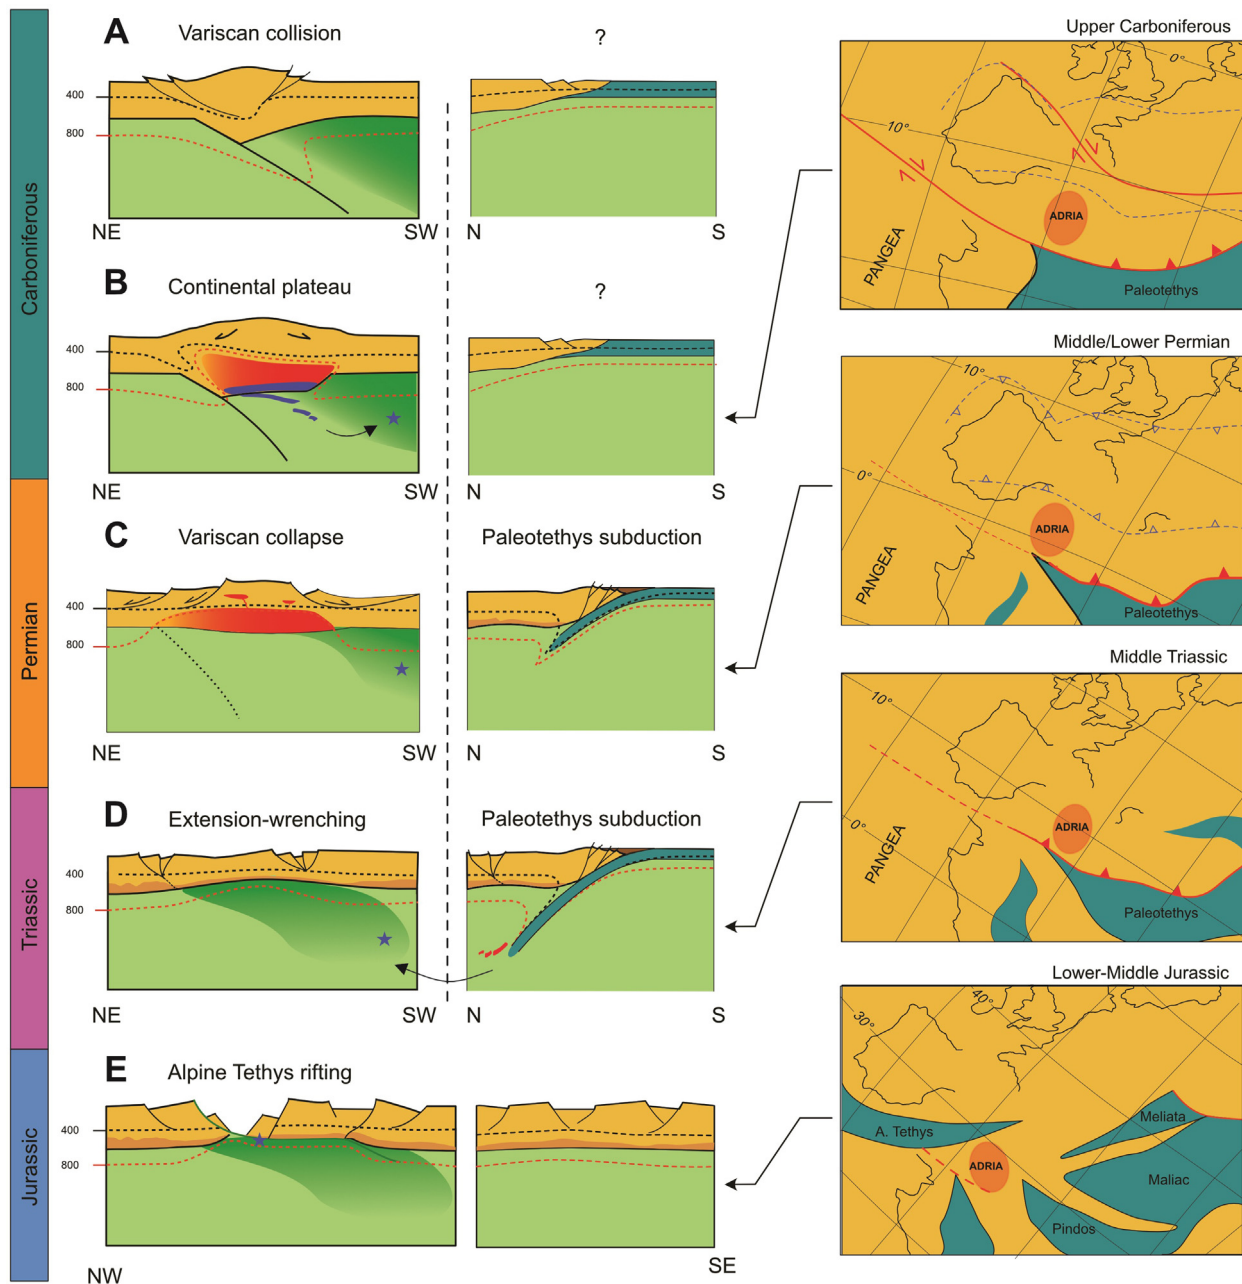 Carboniferous
Permian
Triassic
Jurassic
A
Variscan collision
?
400
800
NE
SW
N
S
B
Continental plateau
?
400
800
NE
SW
N
S
C
Variscan collapse
Paleotethys subduction
400
800
NE
SW
N
S
D
Extension-wrenching
Paleotethys subduction
400
800
NE
SW
N
S
E
Alpine Tethys rifting
400
800
NW
SE
Upper Carboniferous
0°
10°
ADRIA
PANGEA
Paleotethys
Middle/Lower Permian
10°
0°
ADRIA
PANGEA
Paleotethys
Middle Triassic
10°
0°
ADRIA
PANGEA
Paleotethys
Lower-Middle Jurassic
40°
30°
A. Tethys
Meliata
ADRIA
Maliac
Pindos